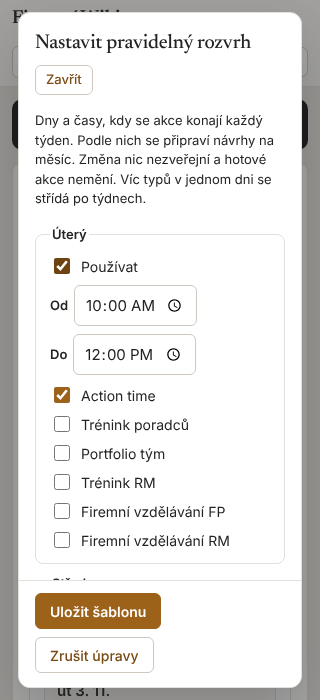 Nastavit pravidelný rozvrh
Zavřít
Dny a časy, kdy se akce konají každý
týden. Podle nich se připraví návrhy na
měsíc. Změna nic nezveřejní a hotové
akce nemění. Víc typů v jednom dni se
střídá po týdnech.
Úterý
Používat
Od 10:00 AM
Do 12:00 PM
Action time
Trénink poradců
Portfolio tým
Trénink RM
Firemní vzdělávání FP
Firemní vzdělávání RM
Uložit šablonu
Zrušit úpravy
út 3. 11.